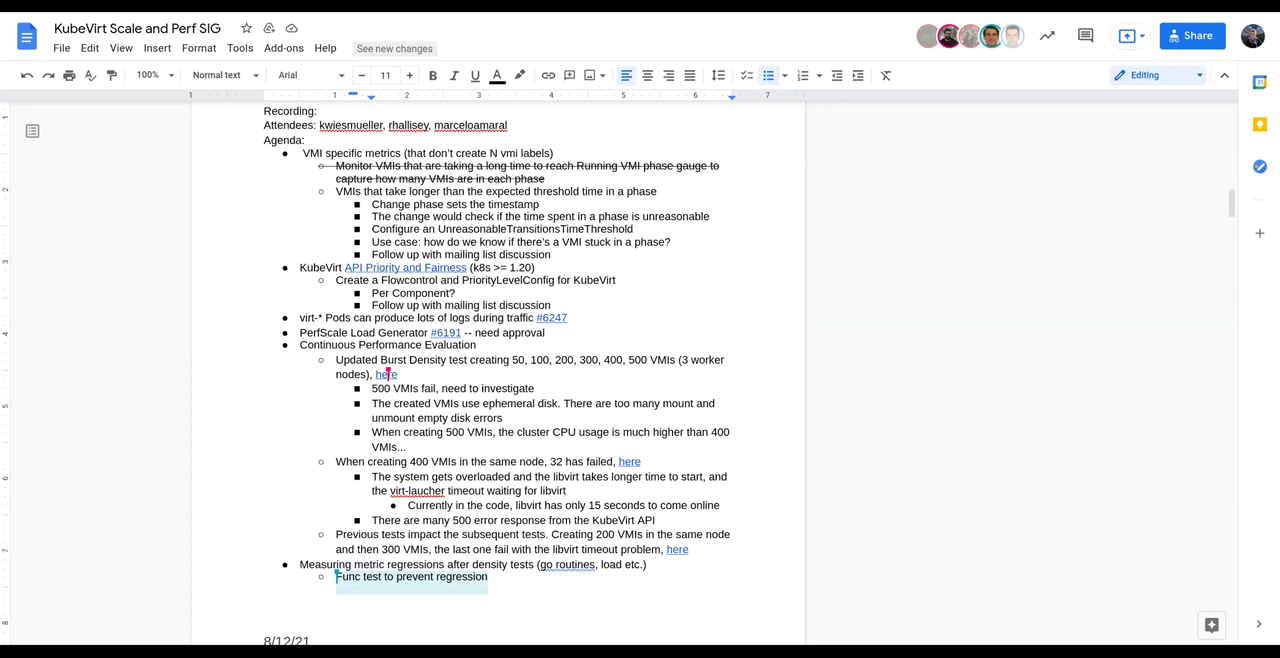 KubeVirt Scale and Perf SIG
File Edit View Insert Format Tools Add-ons Help See new changes
Share
100% Normal text Arial 11 Editing
1 1 2 3 4 5 6 7
Recording:
Attendees: kwiesmueller, rhallisey, marceloamaral
Agenda:
VMI specific metrics (that don't create N vmi labels)
Monitor VMIs that are taking a long time to reach Running VMI phase gauge to
capture how many VMIs are in each phase
VMIs that take longer than the expected threshold time in a phase
Change phase sets the timestamp
The change would check if the time spent in a phase is unreasonable
Configure an UnreasonableTransitionsTimeThreshold
Use case: how do we know if there's a VMI stuck in a phase?
Follow up with mailing list discussion
KubeVirt API Priority and Fairness (k8s >= 1.20)
Create a Flowcontrol and PriorityLevelConfig for KubeVirt
Per Component?
Follow up with mailing list discussion
virt-* Pods can produce lots of logs during traffic #6247
PerfScale Load Generator #6191 -- need approval
Continuous Performance Evaluation
Updated Burst Density test creating 50, 100, 200, 300, 400, 500 VMIs (3 worker
nodes), here
500 VMIs fail, need to investigate
The created VMIs use ephemeral disk. There are too many mount and
unmount empty disk errors
When creating 500 VMIs, the cluster CPU usage is much higher than 400
VMIs...
When creating 400 VMIs in the same node, 32 has failed, here
The system gets overloaded and the libvirt takes longer time to start, and
the virt-laucher timeout waiting for libvirt
Currently in the code, libvirt has only 15 seconds to come online
There are many 500 error response from the KubeVirt API
Previous tests impact the subsequent tests. Creating 200 VMIs in the same node
and then 300 VMIs, the last one fail with the libvirt timeout problem, here
Measuring metric regressions after density tests (go routines, load etc.)
Func test to prevent regression
8/12/21